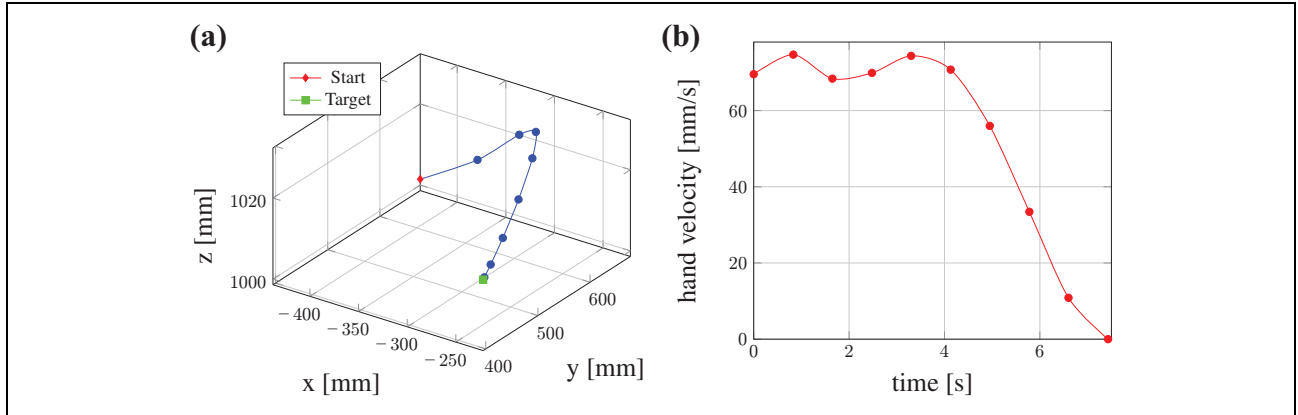 (a)
Start
Target
z [mm]
1020
1000
−400
−350
−300
−250
x [mm]
400
500
600
y [mm]
(b)
hand velocity [mm/s]
60
40
20
0
0
2
4
6
time [s]